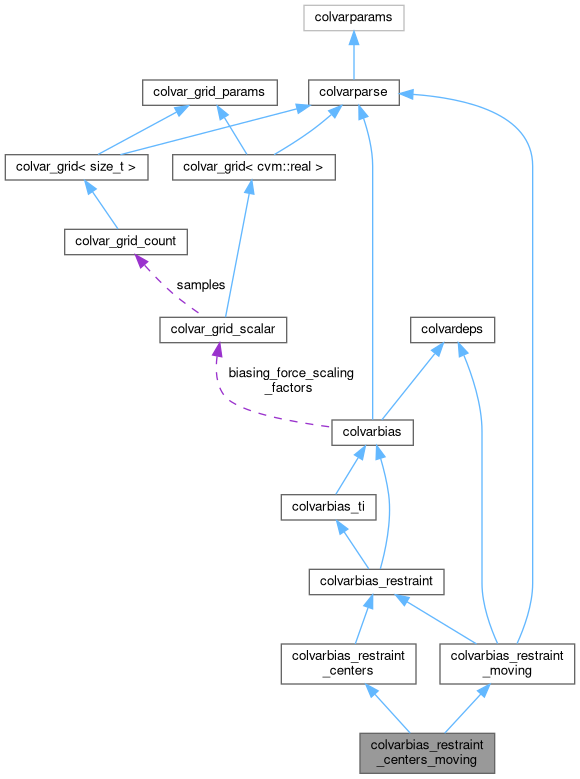 colvarparams
colvar_grid_params
colvarparse
colvar_grid< size_t >
colvar_grid< cvm::real >
colvar_grid_count
samples
colvar_grid_scalar
colvardeps
biasing_force_scaling
_factors
colvarbias
colvarbias_ti
colvarbias_restraint
colvarbias_restraint
_centers
colvarbias_restraint
_moving
colvarbias_restraint
_centers_moving